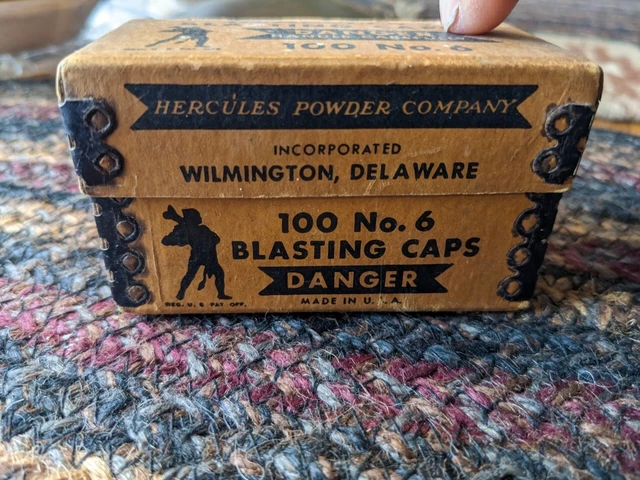 100 No. 6
HERCULES POWDER COMPANY
INCORPORATED
WILMINGTON, DELAWARE
100 No. 6
BLASTING CAPS
DANGER
MADE IN U.S.A.
REG. U. S. PAT. OFF.